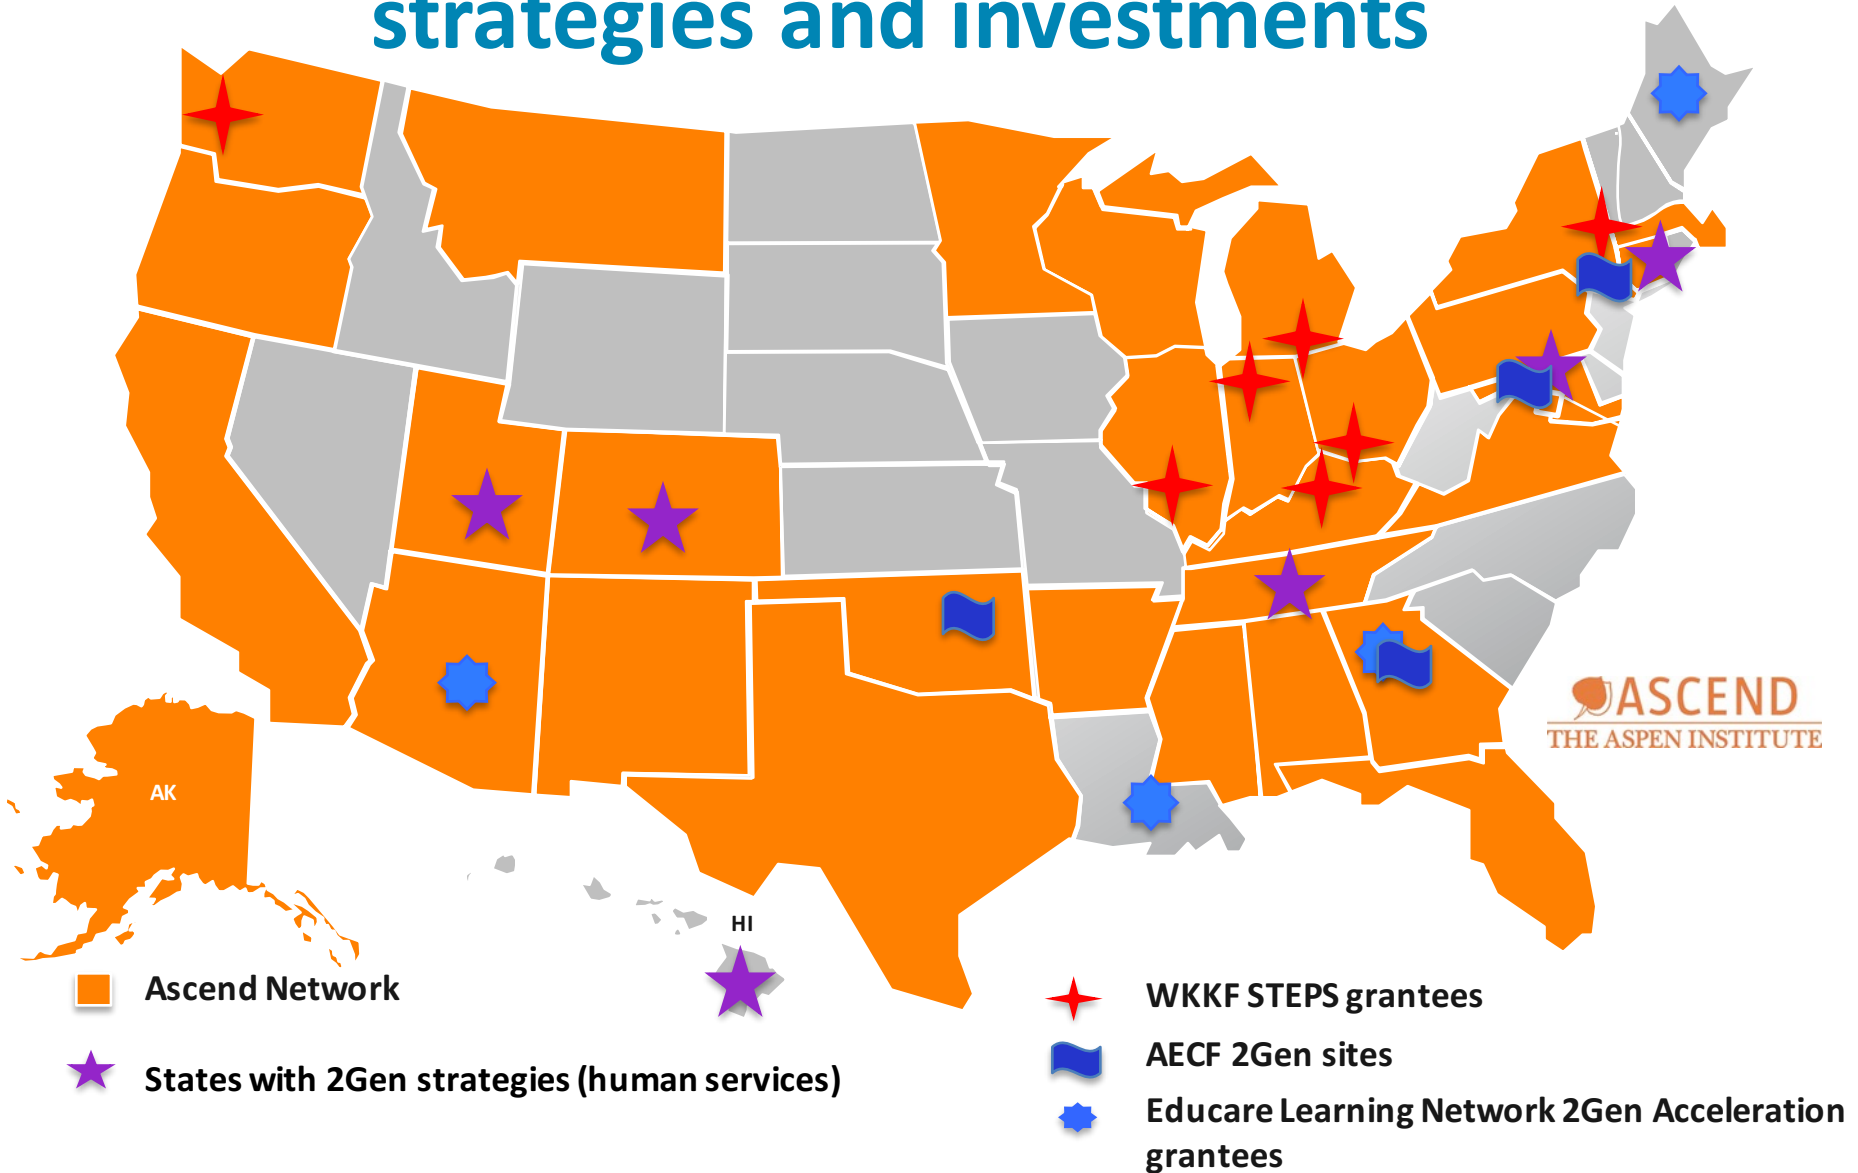 strategies and investments
AK
ASCEND
THE ASPEN INSTITUTE
HI
Ascend Network
States with 2Gen strategies (human services)
WKKF STEPS grantees
AECF 2Gen sites
Educare Learning Network 2Gen Acceleration
grantees